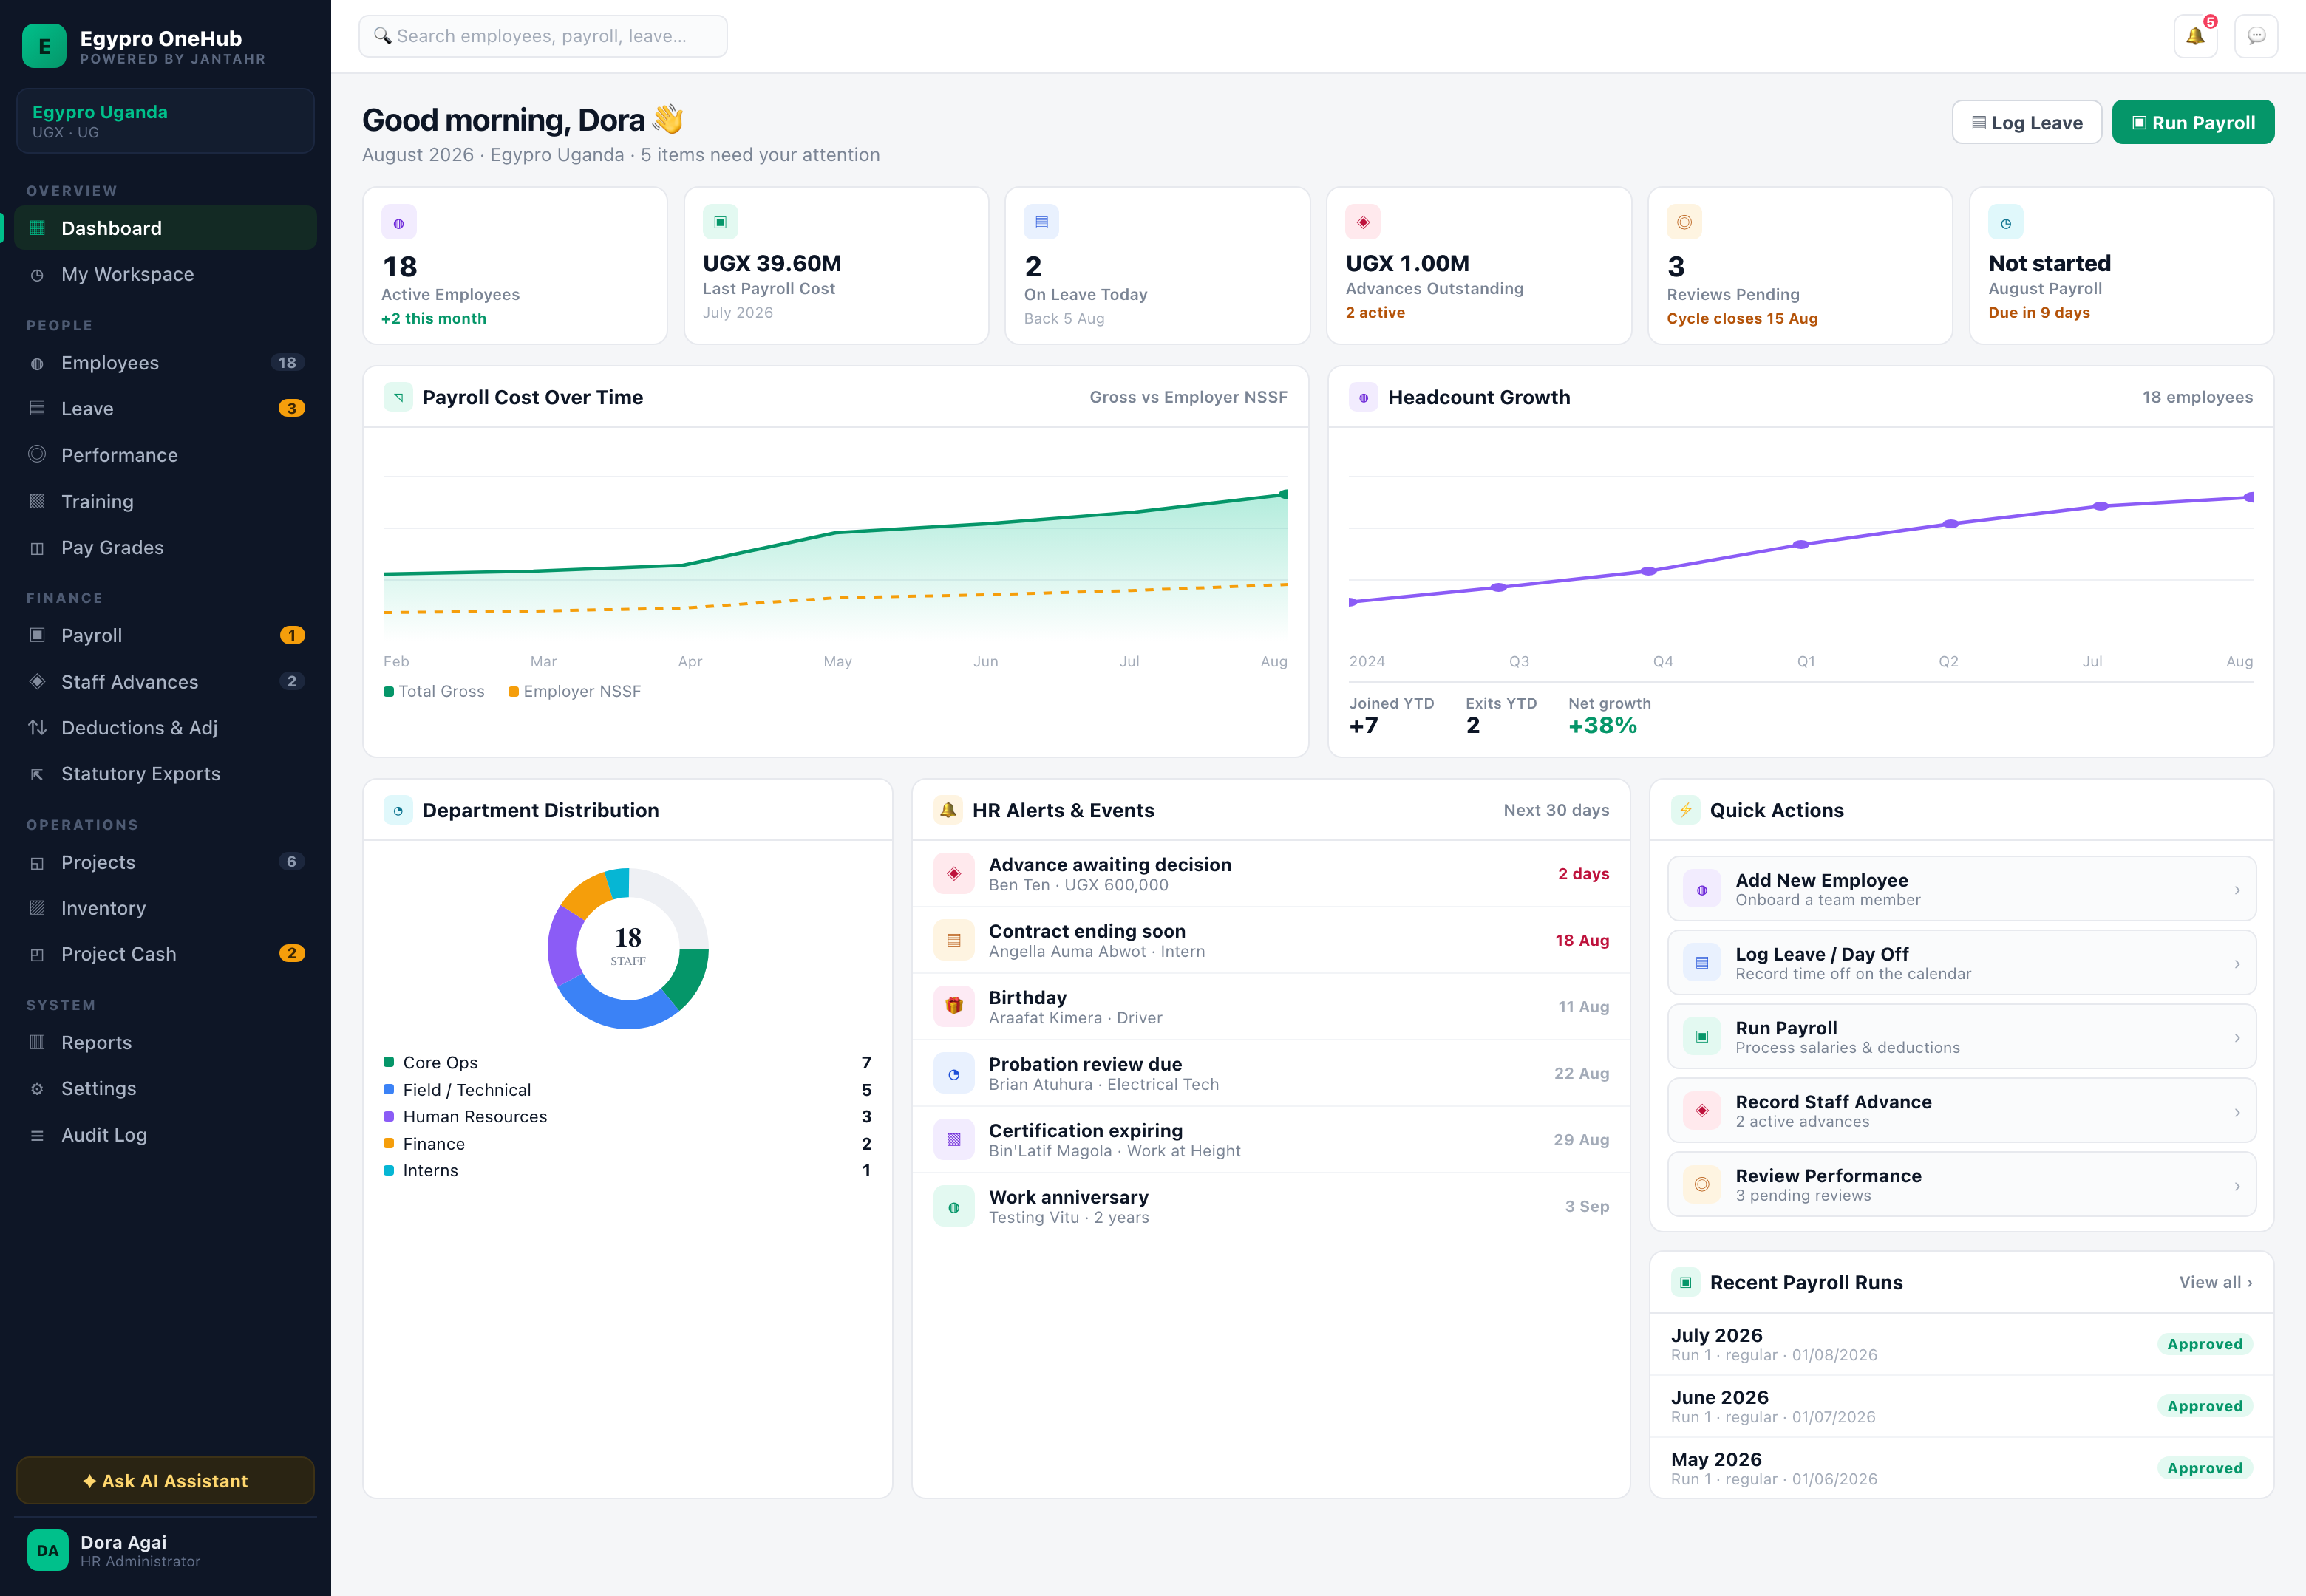 E
Egypro OneHub
POWERED BY JANTAHR
Egypro Uganda
UGX · UG
OVERVIEW
Dashboard
My Workspace
PEOPLE
Employees 18
Leave 3
Performance
Training
Pay Grades
FINANCE
Payroll 1
Staff Advances 2
Deductions & Adj
Statutory Exports
OPERATIONS
Projects 6
Inventory
Project Cash 2
SYSTEM
Reports
Settings
Audit Log
Ask AI Assistant
DA
Dora Agai
HR Administrator
Search employees, payroll, leave...
5
Good morning, Dora
August 2026 · Egypro Uganda · 5 items need your attention
Log Leave
Run Payroll
18
Active Employees
+2 this month
UGX 39.60M
Last Payroll Cost
July 2026
2
On Leave Today
Back 5 Aug
UGX 1.00M
Advances Outstanding
2 active
3
Reviews Pending
Cycle closes 15 Aug
Not started
August Payroll
Due in 9 days
Payroll Cost Over Time
Gross vs Employer NSSF
Feb Mar Apr May Jun Jul Aug
Total Gross Employer NSSF
Headcount Growth
18 employees
2024 Q3 Q4 Q1 Q2 Jul Aug
Joined YTD Exits YTD Net growth
+7 2 +38%
Department Distribution
18
STAFF
Core Ops 7
Field / Technical 5
Human Resources 3
Finance 2
Interns 1
HR Alerts & Events
Next 30 days
Advance awaiting decision
Ben Ten · UGX 600,000
2 days
Contract ending soon
Angella Auma Abwot · Intern
18 Aug
Birthday
Araafat Kimera · Driver
11 Aug
Probation review due
Brian Atuhura · Electrical Tech
22 Aug
Certification expiring
Bin'Latif Magola · Work at Height
29 Aug
Work anniversary
Testing Vitu · 2 years
3 Sep
Quick Actions
Add New Employee
Onboard a team member
Log Leave / Day Off
Record time off on the calendar
Run Payroll
Process salaries & deductions
Record Staff Advance
2 active advances
Review Performance
3 pending reviews
Recent Payroll Runs
View all ›
July 2026
Run 1 · regular · 01/08/2026
Approved
June 2026
Run 1 · regular · 01/07/2026
Approved
May 2026
Run 1 · regular · 01/06/2026
Approved